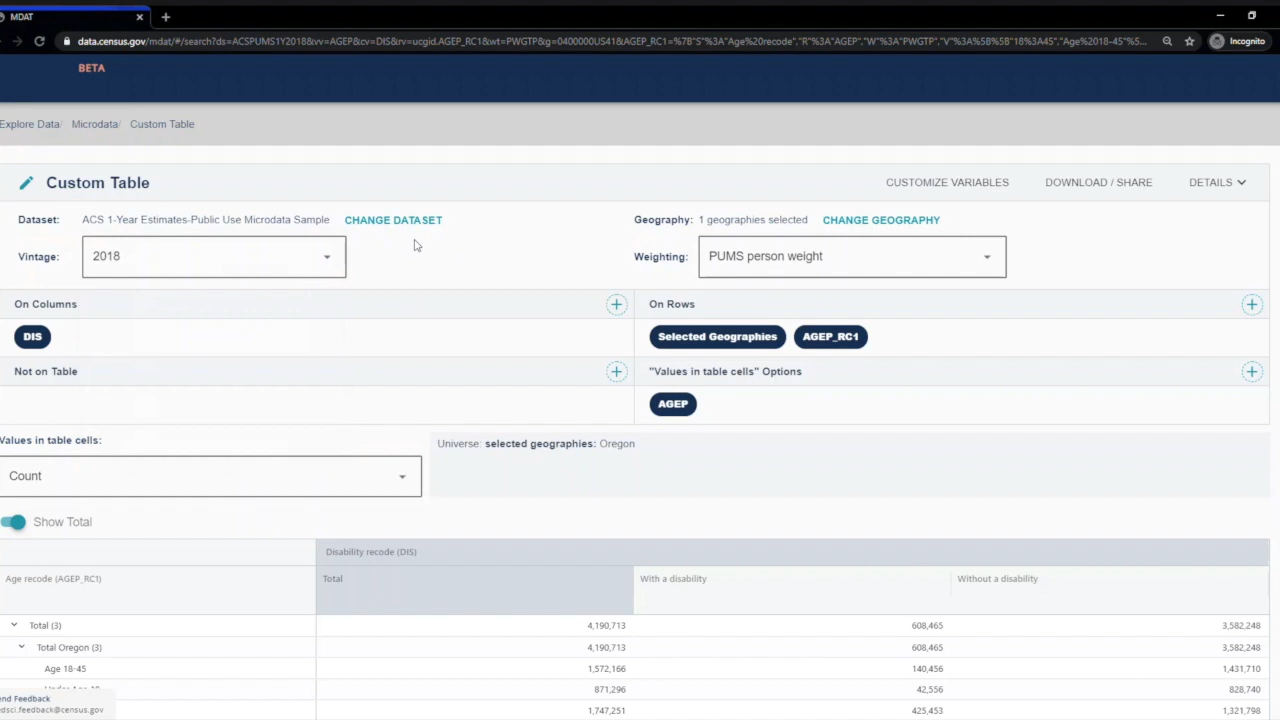 MDAT
data.census.gov/mdat/#/search?ds=ACSPUMS1Y2018&vv=AGEP&cv=DIS&rv=ucgid.AGEP_RC1&wt=PWGTP&g=0400000US41&AGEP_RC1=%7B"S"%3A"Age%20recode","R"%3A"AGEP","W"%3A"PWGTP","V"%3A%5B%5B"18%3A45","Age%2018-45"%5...
Incognito
BETA
Explore Data/ Microdata/ Custom Table
Custom Table CUSTOMIZE VARIABLES DOWNLOAD / SHARE DETAILS
Dataset: ACS 1-Year Estimates-Public Use Microdata Sample CHANGE DATASET Geography: 1 geographies selected CHANGE GEOGRAPHY
Vintage: 2018 Weighting: PUMS person weight
On Columns On Rows
DIS Selected Geographies AGEP_RC1
Not on Table "Values in table cells" Options
AGEP
Values in table cells: Universe: selected geographies: Oregon
Count
Show Total
Disability recode (DIS)
Age recode (AGEP_RC1) Total With a disability Without a disability
Total (3) 4,190,713 608,465 3,582,248
Total Oregon (3) 4,190,713 608,465 3,582,248
Age 18-45 1,572,166 140,456 1,431,710
871,296 42,556 828,740
end Feedback
edsci.feedback@census.gov 1,747,251 425,453 1,321,798